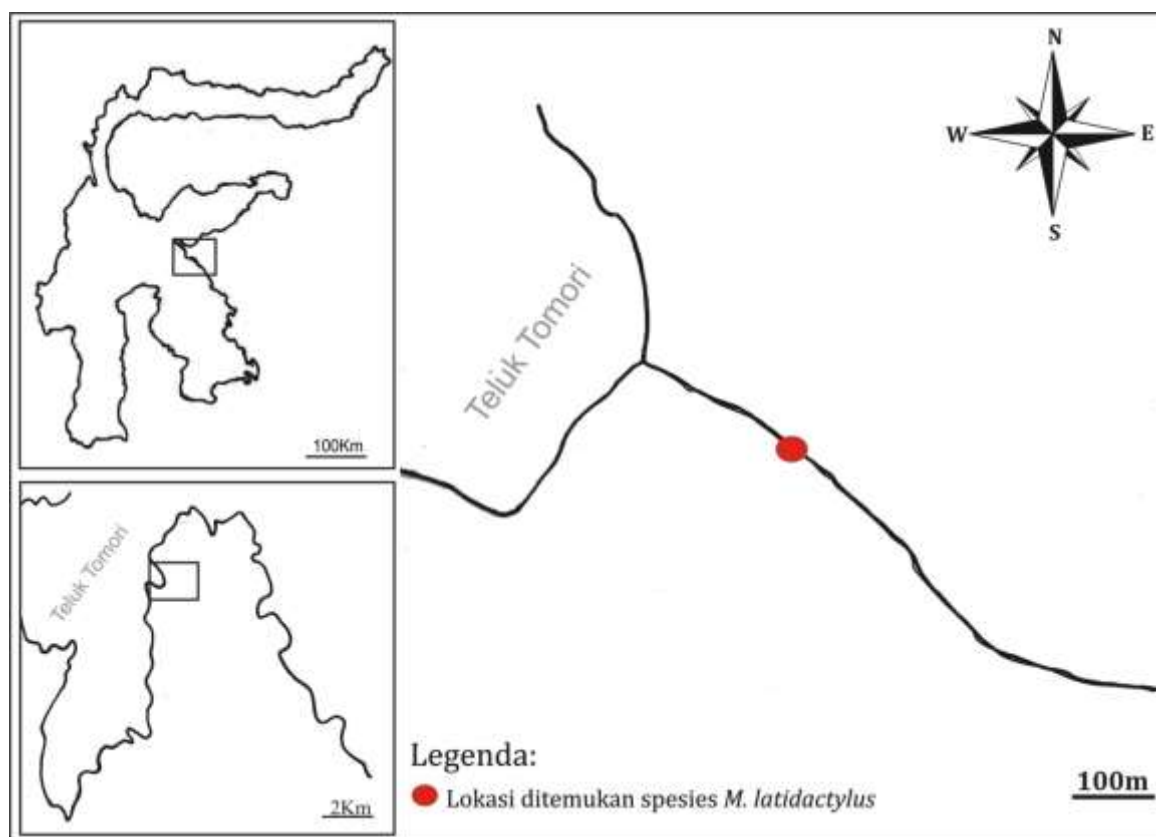 100Km
Teluk Tomori
2Km
N
W
E
S
Teluk Tomori
Legenda:
Lokasi ditemukan spesies M. latidactylus
100m